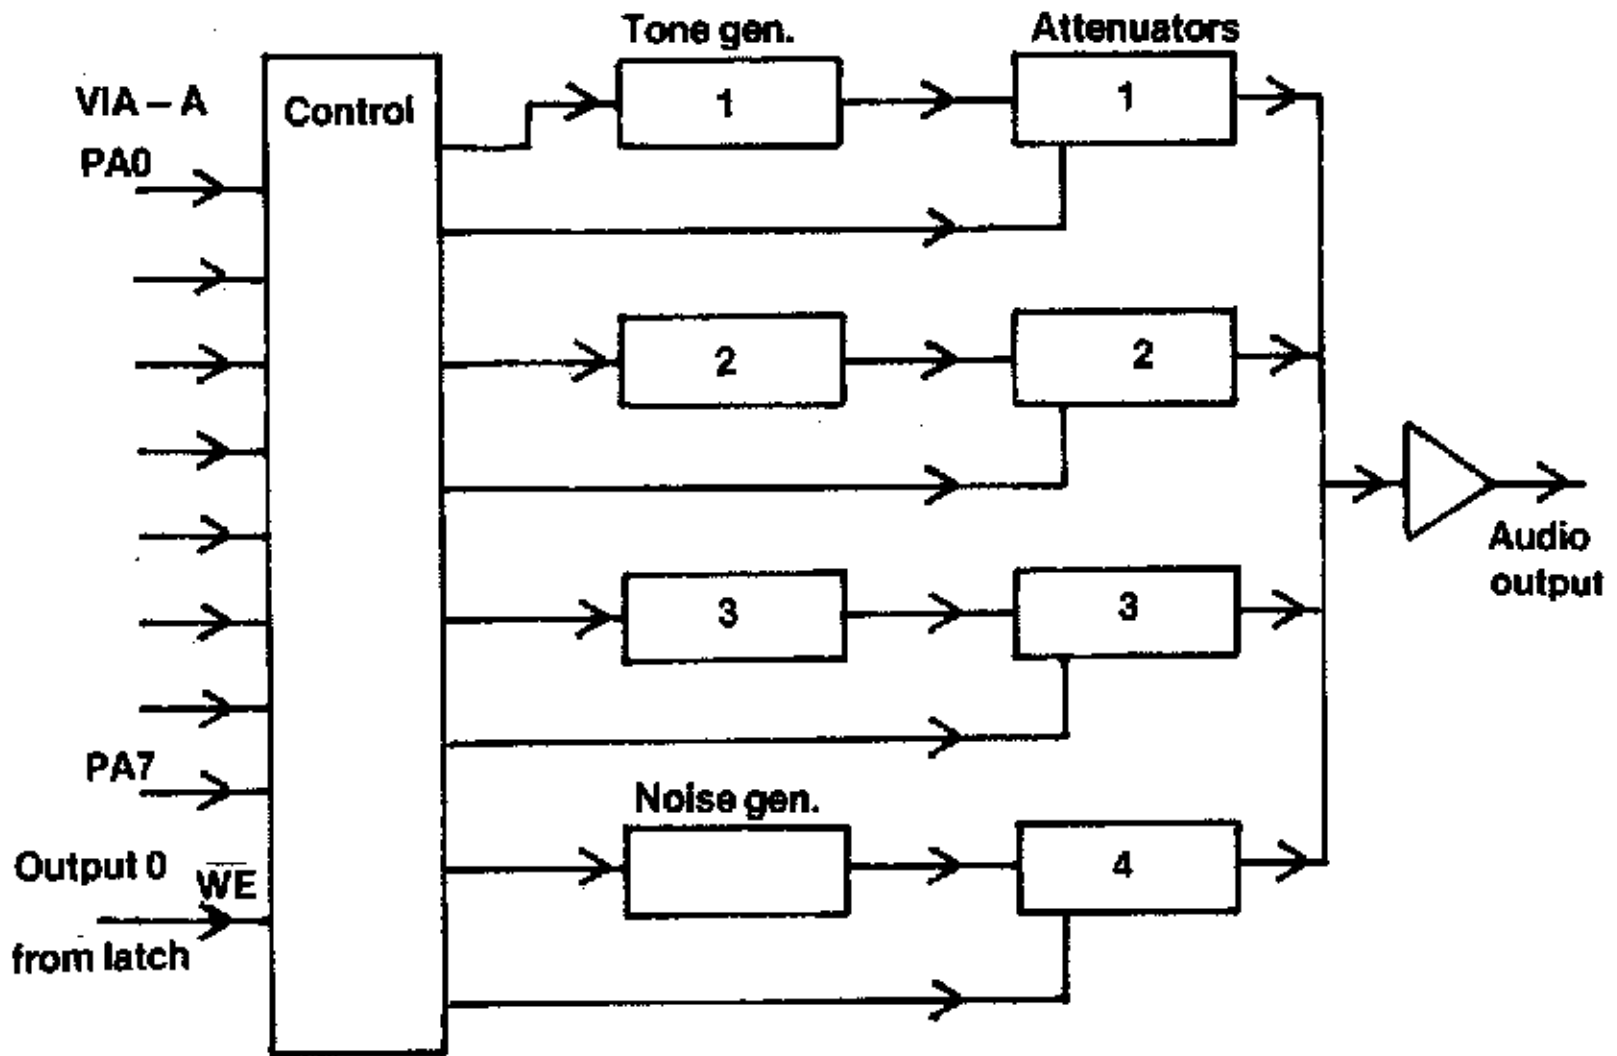 Tone gen.
Attenuators
VIA – A
Control
1
1
PA0
2
2
3
3
Audio
output
PA7
Noise gen.
4
Output 0
W̅E̅
from latch